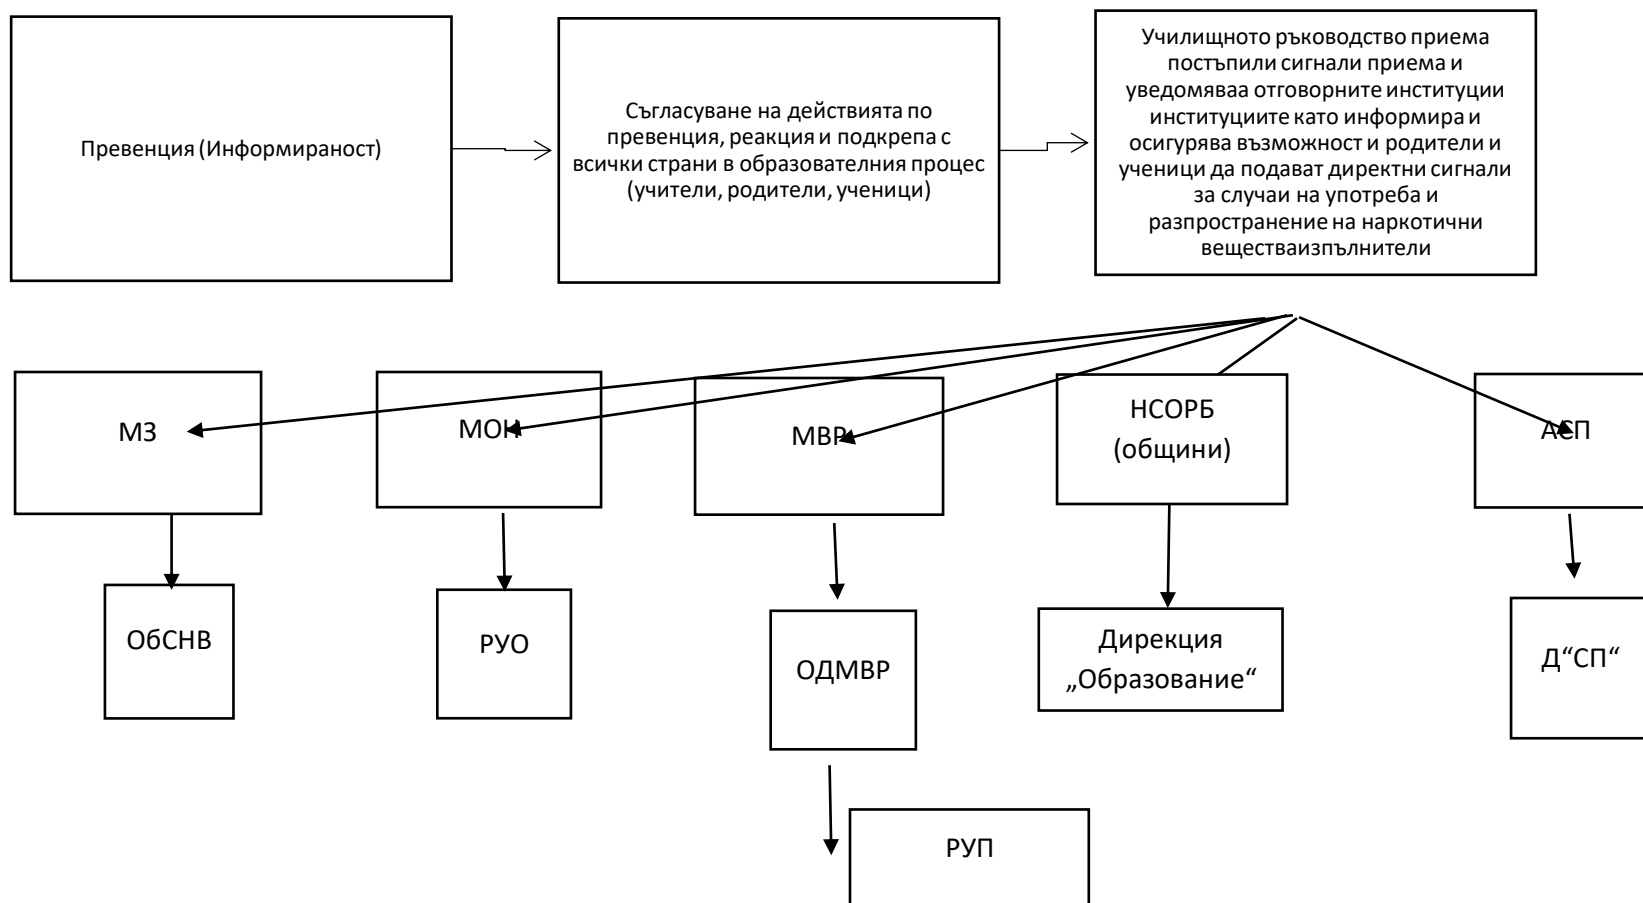 Превенция (Информираност)
Съгласуване на действията по
превенция, реакция и подкрепа с
всички страни в образователния процес
(учители, родители, ученици)
Училищното ръководство приема
постъпили сигнали приема и
уведомяваа отговорните институции
институциите като информира и
осигурява възможност и родители и
ученици да подават директни сигнали
за случаи на употреба и
разпространение на наркотични
веществаизпълнители
МЗ
МОН
МВР
НСОРБ
(общини)
АСП
ОбСНВ
РУО
ОДМВР
Дирекция
„Образование“
Д“СП“
РУП